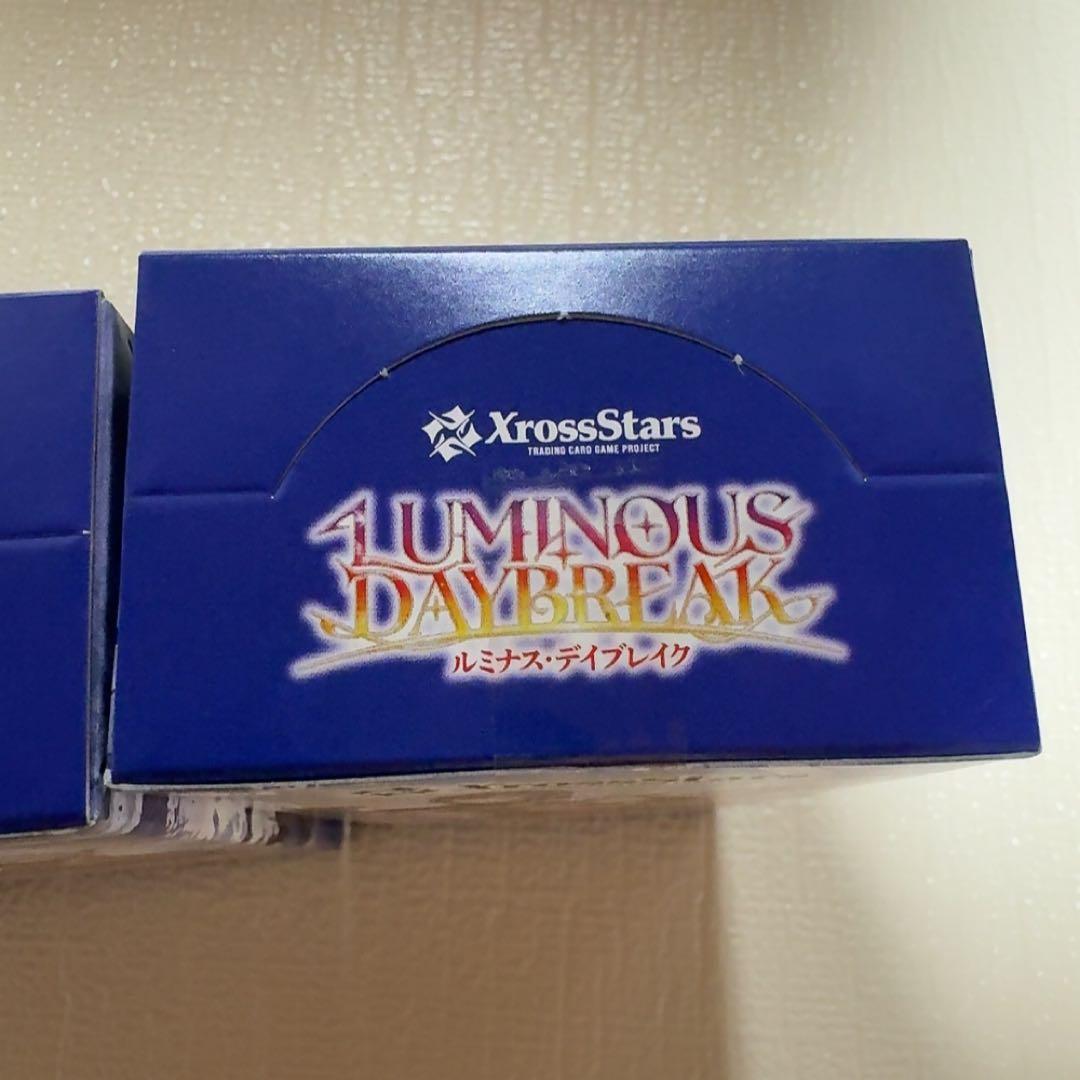 XrossStars
TRADING CARD GAME PROJECT
LUMINOUS
DAYBREAK
ルミナス・デイブレイク